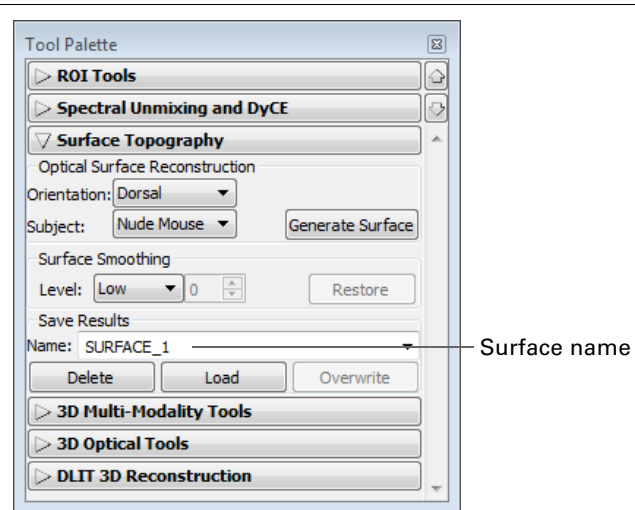 Tool Palette
ROI Tools
Spectral Unmixing and DyCE
Surface Topography
Optical Surface Reconstruction
Orientation: Dorsal
Subject: Nude Mouse Generate Surface
Surface Smoothing
Level: Low 0 Restore
Save Results
Name: SURFACE_1 Surface name
Delete Load Overwrite
3D Multi-Modality Tools
3D Optical Tools
DLIT 3D Reconstruction